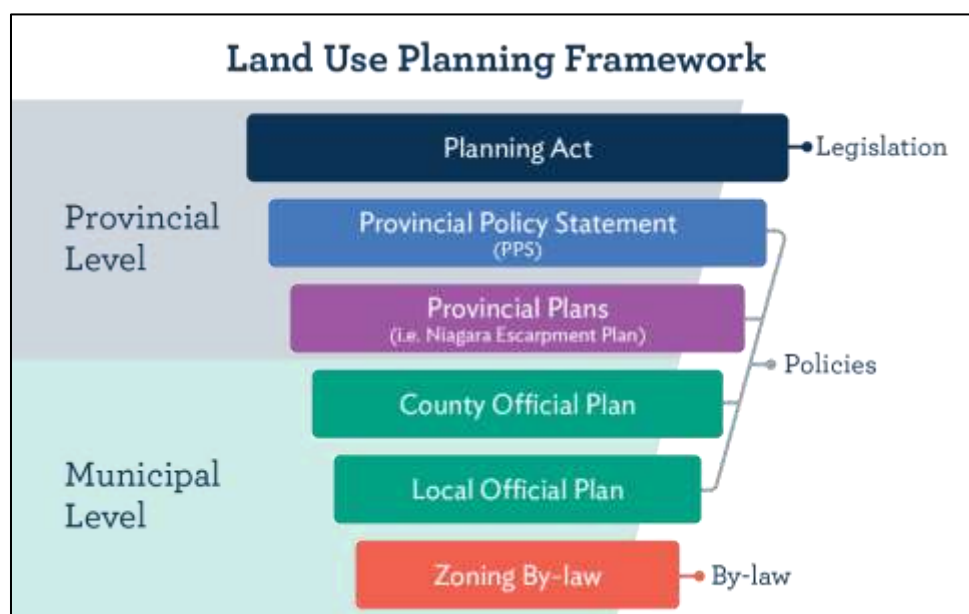 Land Use Planning Framework
Planning Act
Legislation
Provincial
Level
Provincial Policy Statement
(PPS)
Provincial Plans
(i.e. Niagara Escarpment Plan)
Policies
County Official Plan
Municipal
Level
Local Official Plan
Zoning By-law
By-law